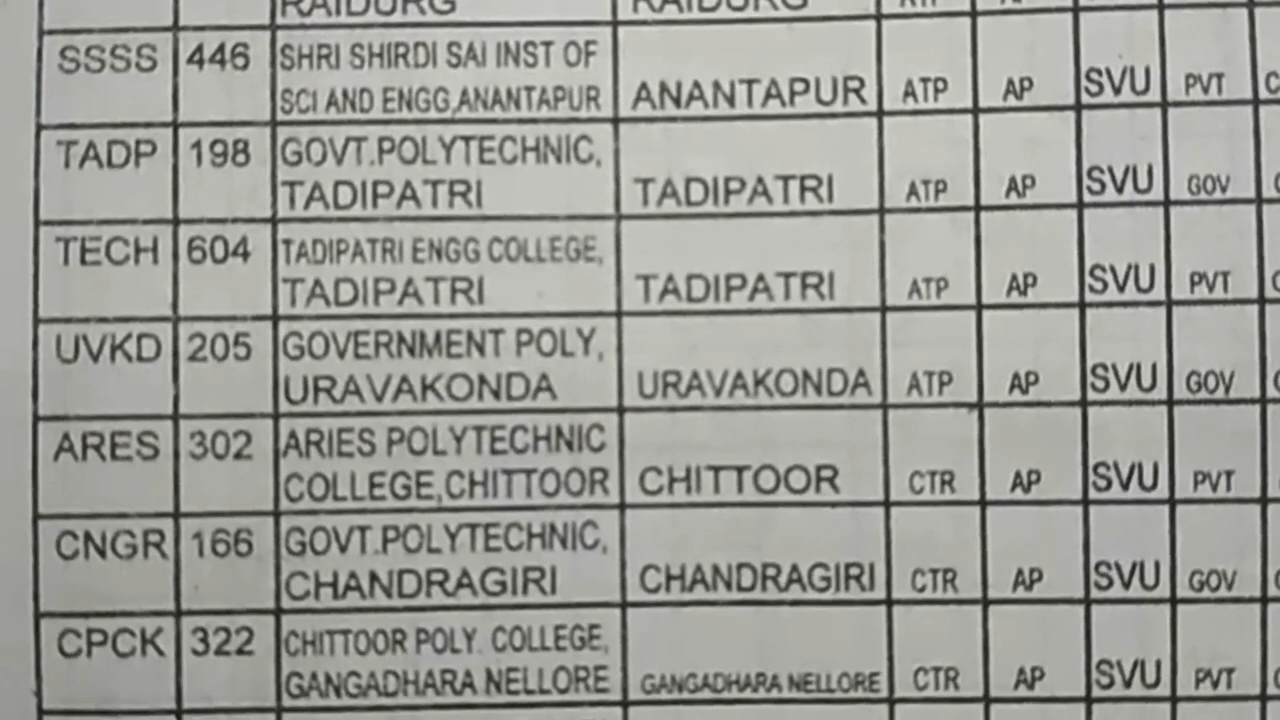 RAIDURG RAIDURG ATP AP
SSSS 446 SHRI SHIRDI SAI INST OF
SCI AND ENGG,ANANTAPUR ANANTAPUR ATP AP SVU PVT
TADP 198 GOVT.POLYTECHNIC,
TADIPATRI TADIPATRI ATP AP SVU GOV
TECH 604 TADIPATRI ENGG COLLEGE,
TADIPATRI TADIPATRI ATP AP SVU PVT
UVKD 205 GOVERNMENT POLY,
URAVAKONDA URAVAKONDA ATP AP SVU GOV
ARES 302 ARIES POLYTECHNIC
COLLEGE,CHITTOOR CHITTOOR CTR AP SVU PVT
CNGR 166 GOVT.POLYTECHNIC,
CHANDRAGIRI CHANDRAGIRI CTR AP SVU GOV
CPCK 322 CHITTOOR POLY. COLLEGE,
GANGADHARA NELLORE GANGADHARA NELLORE CTR AP SVU PVT